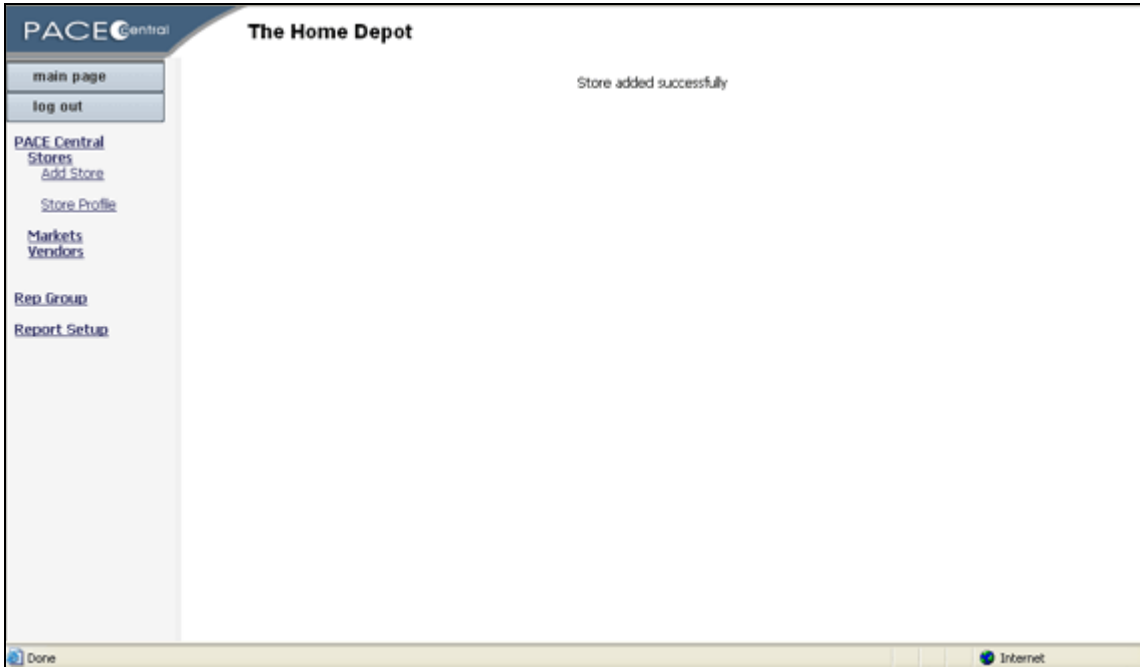 PACE Central
The Home Depot
main page
log out
Store added successfully
PACE Central
Stores
Add Store
Store Profile
Markets
Vendors
Rep Group
Report Setup
Done
Internet